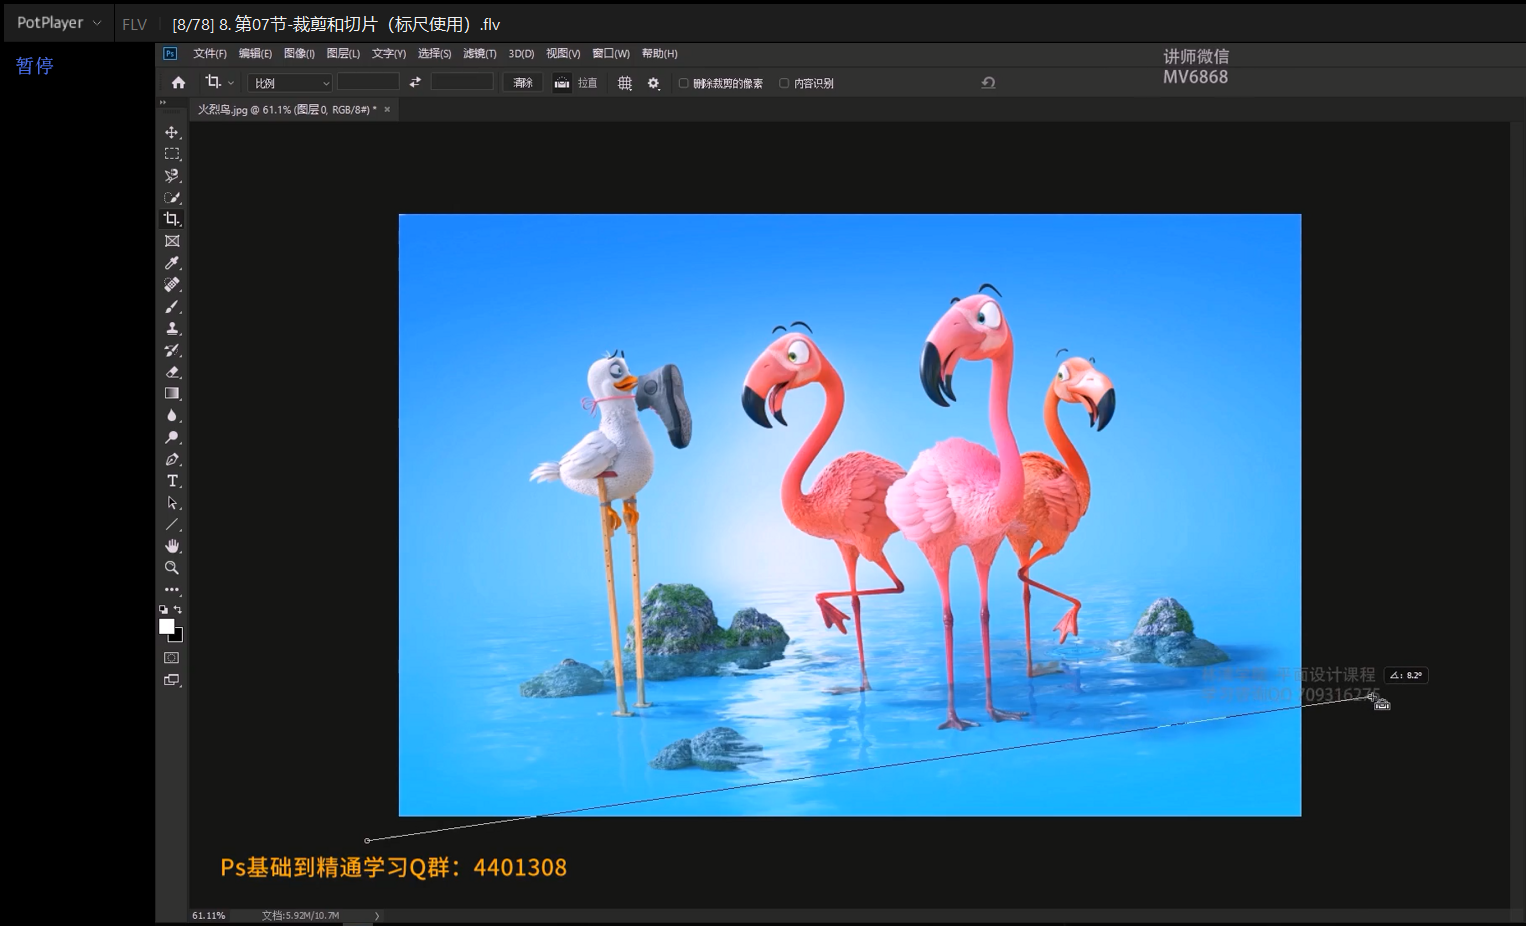 PotPlayer FLV [8/78] 8. 第07节-裁剪和切片（标尺使用）.flv
暂停
Ps 文件(F) 编辑(E) 图像(I) 图层(L) 文字(Y) 选择(S) 滤镜(T) 3D(D) 视图(V) 窗口(W) 帮助(H)
讲师微信
MV6868
比例 清除 拉直 删除裁剪的像素 内容识别
火烈鸟.jpg @ 61.1% (图层 0, RGB/8#) * ×
T
平面设计课程
709316275
∡: 8.2°
Ps基础到精通学习Q群：4401308
61.11% 文档:5.92M/10.7M